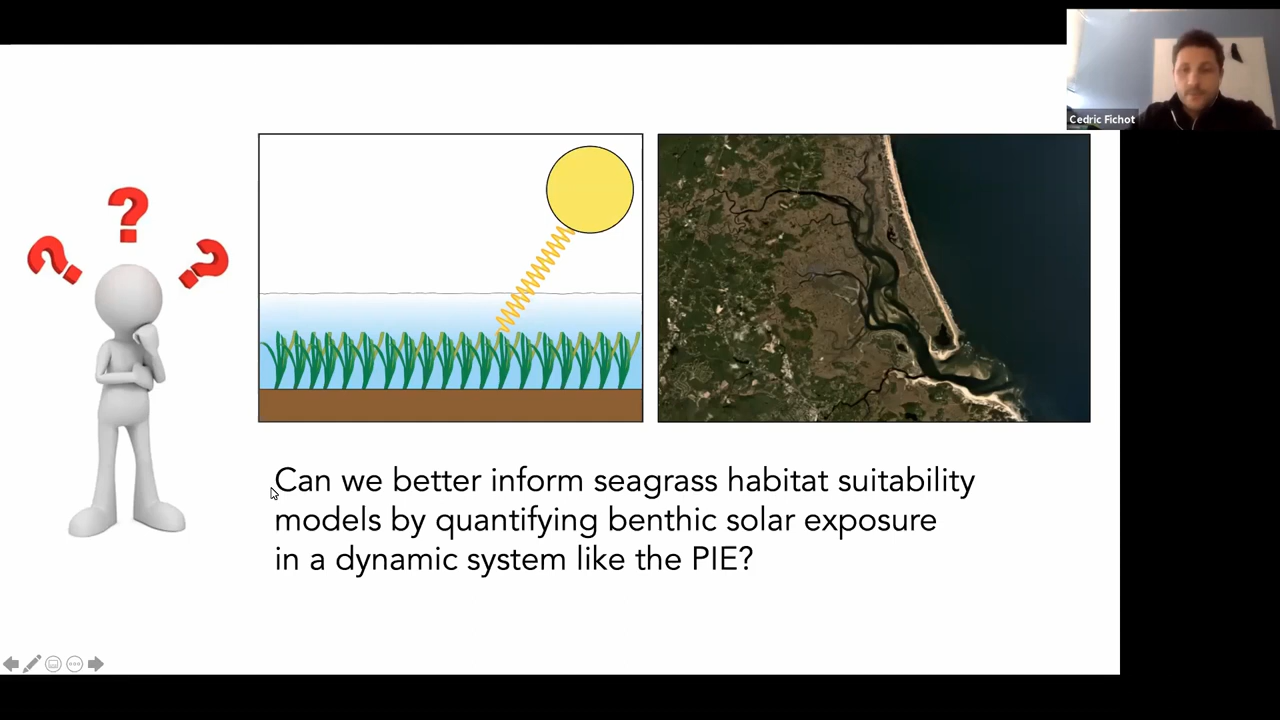 Cedric Fichot
?
?
?
Can we better inform seagrass habitat suitability
models by quantifying benthic solar exposure
in a dynamic system like the PIE?